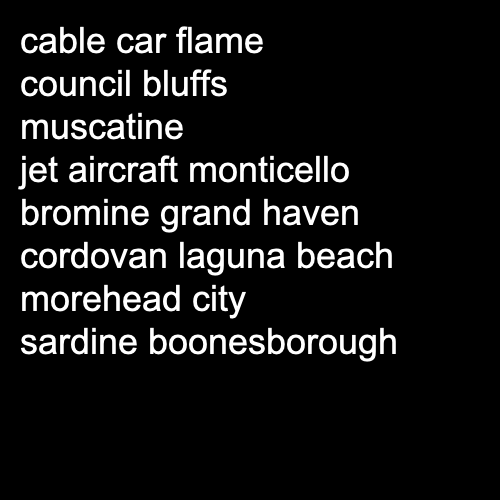 cable car flame
council bluffs
muscatine
jet aircraft monticello
bromine grand haven
cordovan laguna beach
morehead city
sardine boonesborough